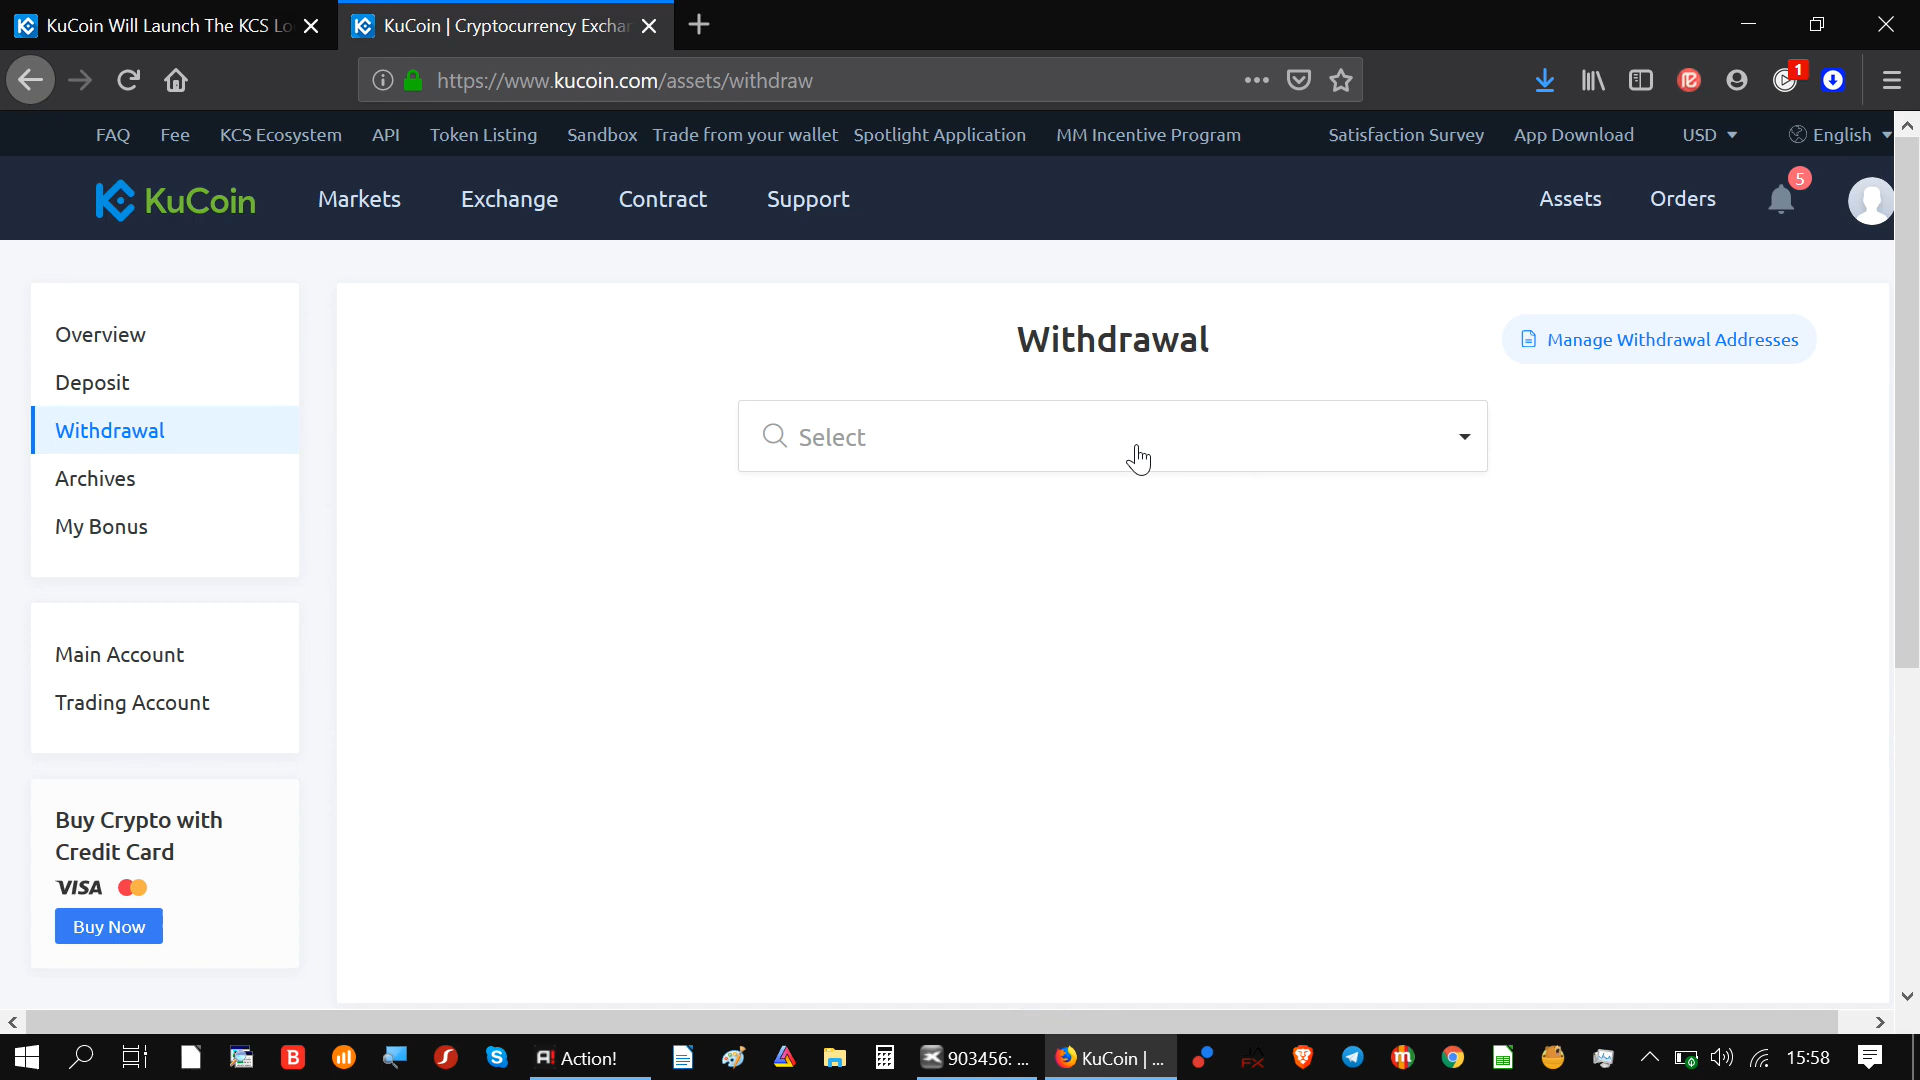 KuCoin Will Launch The KCS Lo
KuCoin | Cryptocurrency Exchan
https://www.kucoin.com/assets/withdraw
1
FAQ Fee KCS Ecosystem API Token Listing Sandbox Trade from your wallet Spotlight Application MM Incentive Program Satisfaction Survey App Download USD English
KuCoin Markets Exchange Contract Support Assets Orders 5
Overview
Deposit
Withdrawal
Archives
My Bonus
Main Account
Trading Account
Buy Crypto with
Credit Card
VISA
Buy Now
Withdrawal
Manage Withdrawal Addresses
Select
A! Action! 903456: ... KuCoin | ... 15:58